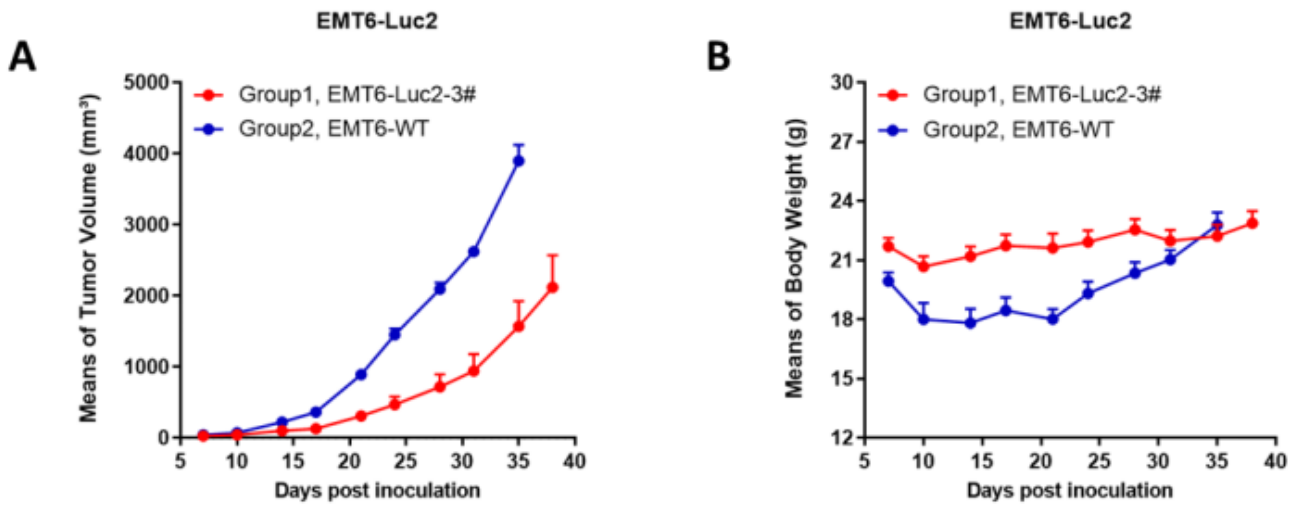 EMT6-Luc2
A
Means of Tumor Volume (mm³)
5000
4000
3000
2000
1000
0
Group1, EMT6-Luc2-3#
Group2, EMT6-WT
5 10 15 20 25 30 35 40
Days post inoculation
EMT6-Luc2
B
Means of Body Weight (g)
30
27
24
21
18
15
12
Group1, EMT6-Luc2-3#
Group2, EMT6-WT
5 10 15 20 25 30 35 40
Days post inoculation